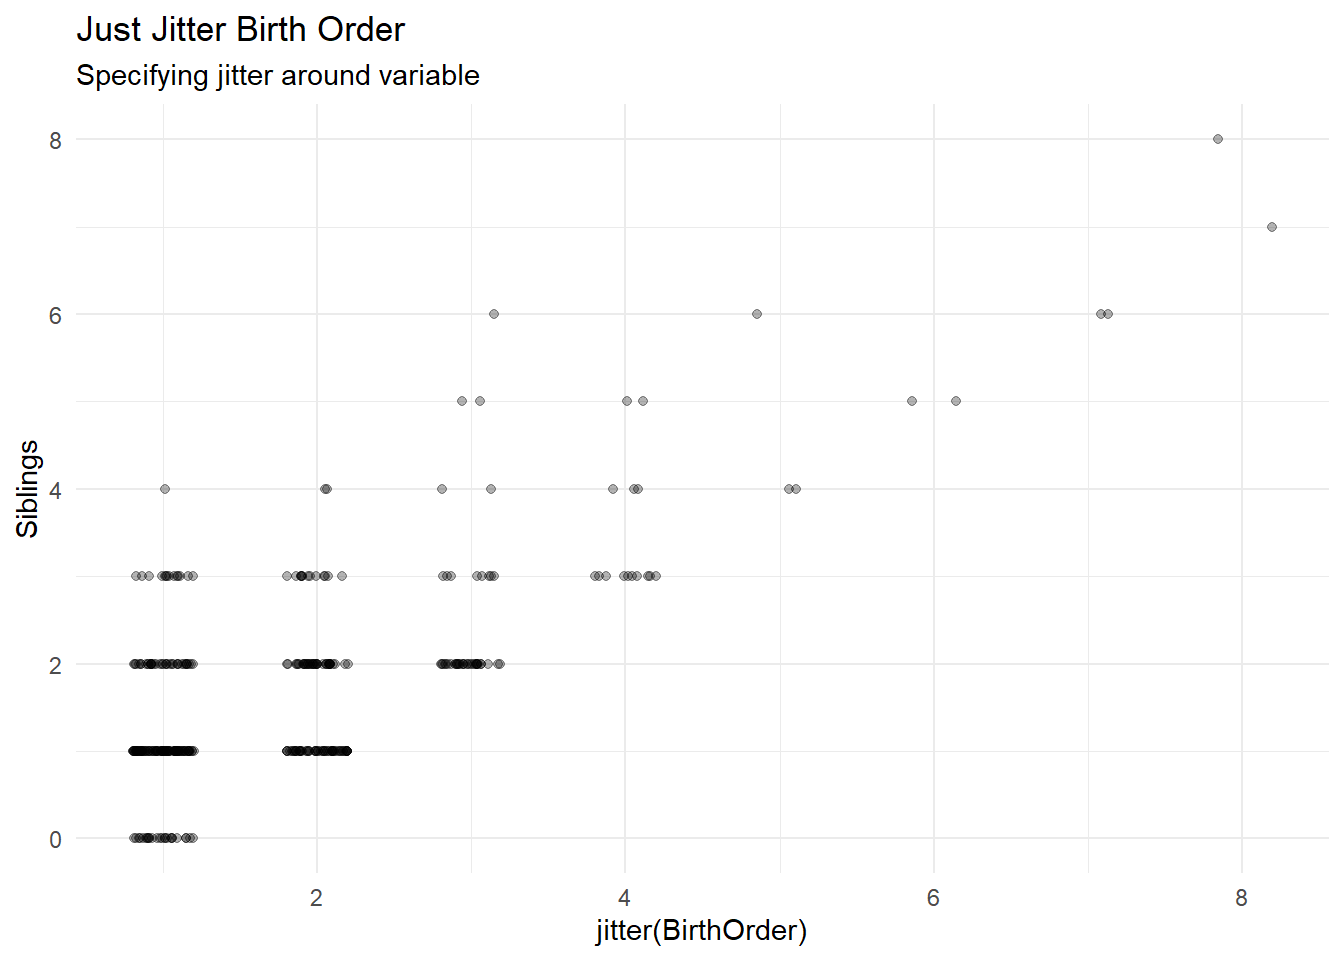 Just Jitter Birth Order
Specifying jitter around variable
8
6
4
2
0
Siblings
2 4 6 8
jitter(BirthOrder)